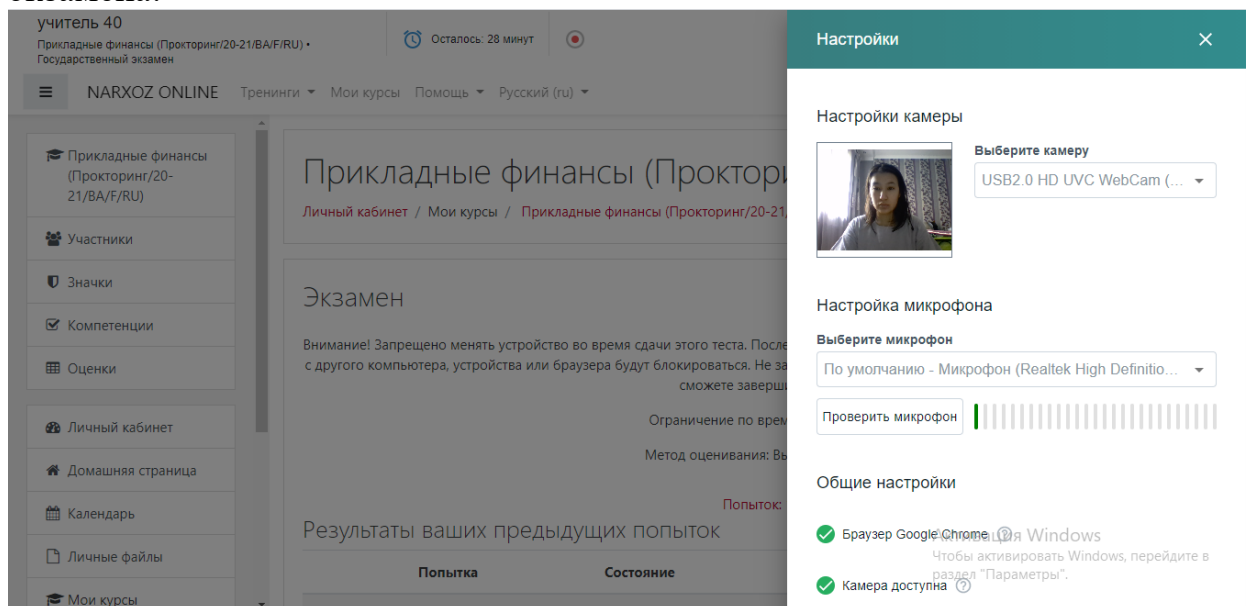 учитель 40
Прикладные финансы (Прокторинг/20-21/BA/F/RU) •
Государственный экзамен
Осталось: 28 минут
NARXOZ ONLINE Тренинги Мои курсы Помощь Русский (ru)
Прикладные финансы
(Прокторинг/20-
21/BA/F/RU)
Участники
Значки
Компетенции
Оценки
Личный кабинет
Домашняя страница
Календарь
Личные файлы
Мои курсы
Прикладные финансы (Проктори
Личный кабинет / Мои курсы / Прикладные финансы (Прокторинг/20-21/
Экзамен
Внимание! Запрещено менять устройство во время сдачи этого теста. После
с другого компьютера, устройства или браузера будут блокироваться. Не за
сможете заверши
Ограничение по врем
Метод оценивания: Вы
Попыток:
Результаты ваших предыдущих попыток
Попытка Состояние
Настройки
Настройки камеры
Выберите камеру
USB2.0 HD UVC WebCam (...
Настройка микрофона
Выберите микрофон
По умолчанию - Микрофон (Realtek High Definitio...
Проверить микрофон
Общие настройки
Браузер Google Chrome
Камера доступна
Активация Windows
Чтобы активировать Windows, перейдите в
раздел "Параметры".